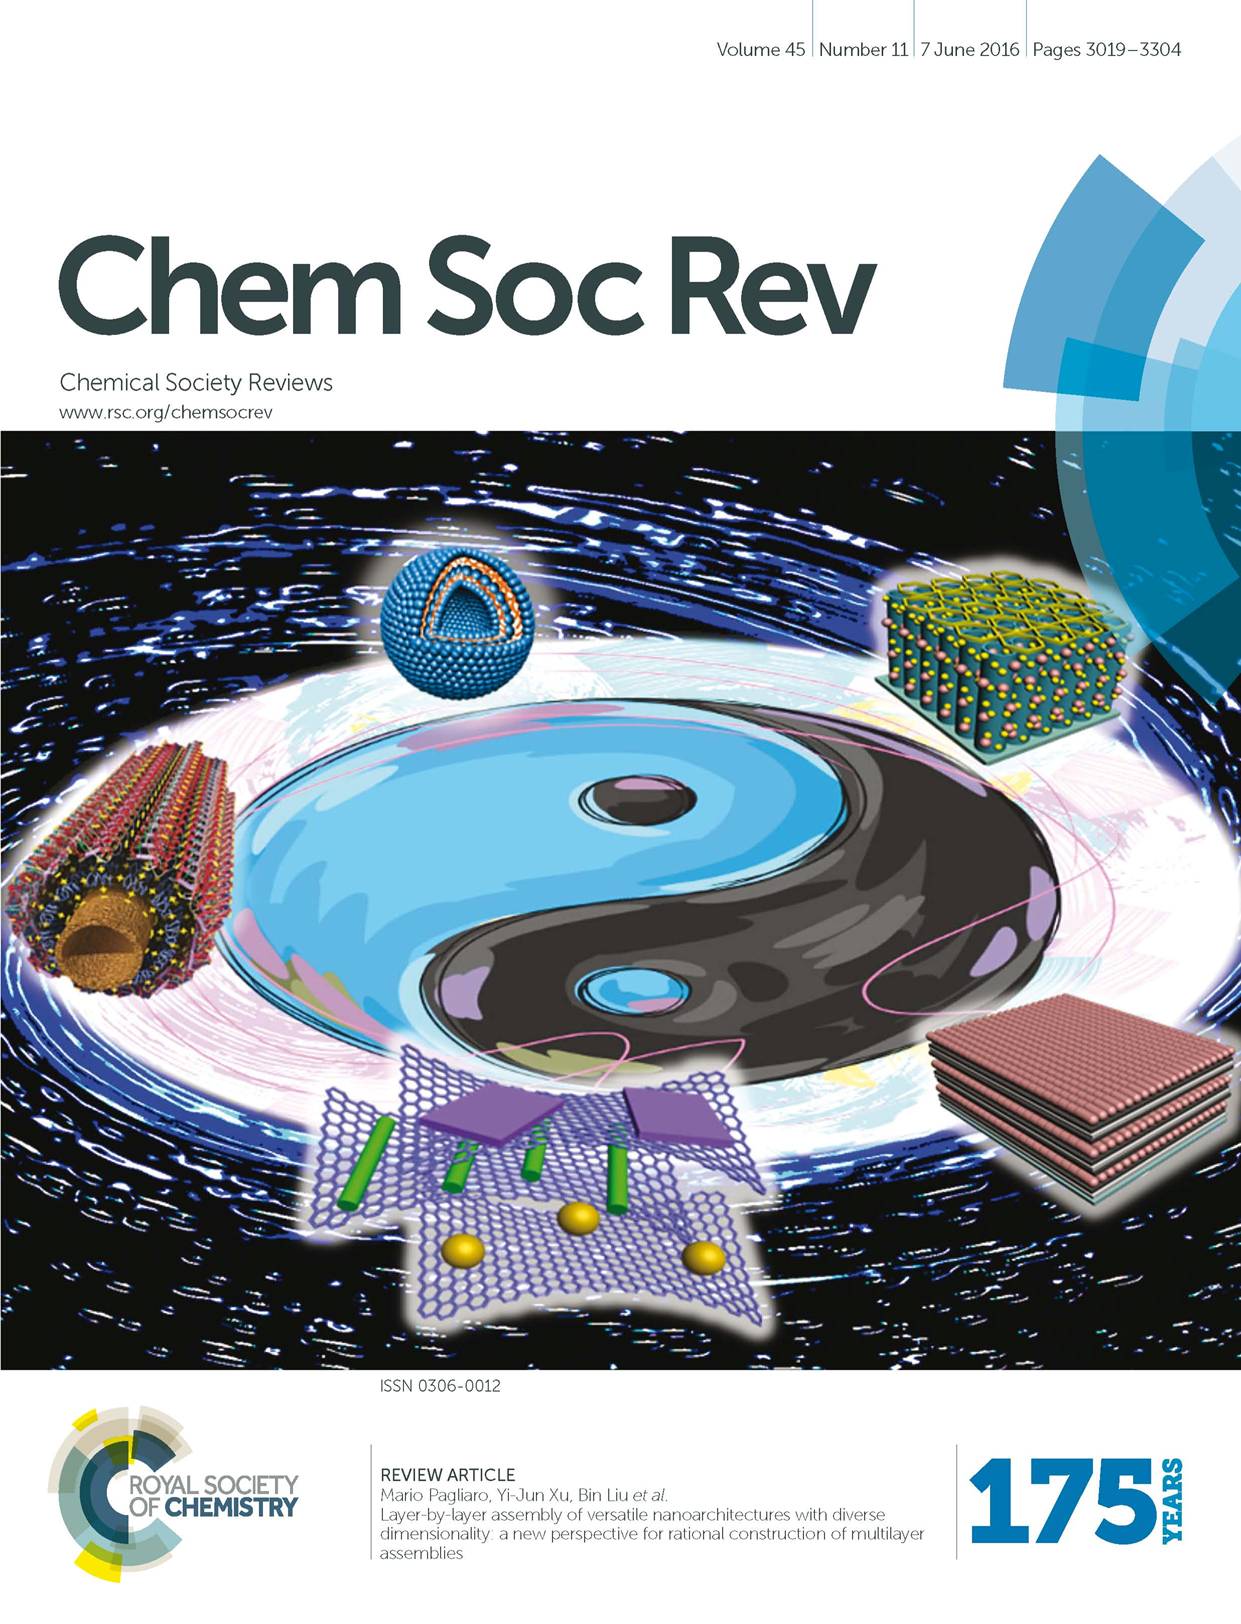 Volume 45 Number 11 7 June 2016 Pages 3019–3304
Chem Soc Rev
Chemical Society Reviews
www.rsc.org/chemsocrev
ISSN 0306-0012
ROYAL SOCIETY
OF CHEMISTRY
REVIEW ARTICLE
Mario Pagliaro, Yi-Jun Xu, Bin Liu et al.
Layer-by-layer assembly of versatile nanoarchitectures with diverse
dimensionality: a new perspective for rational construction of multilayer
assemblies
175
YEARS